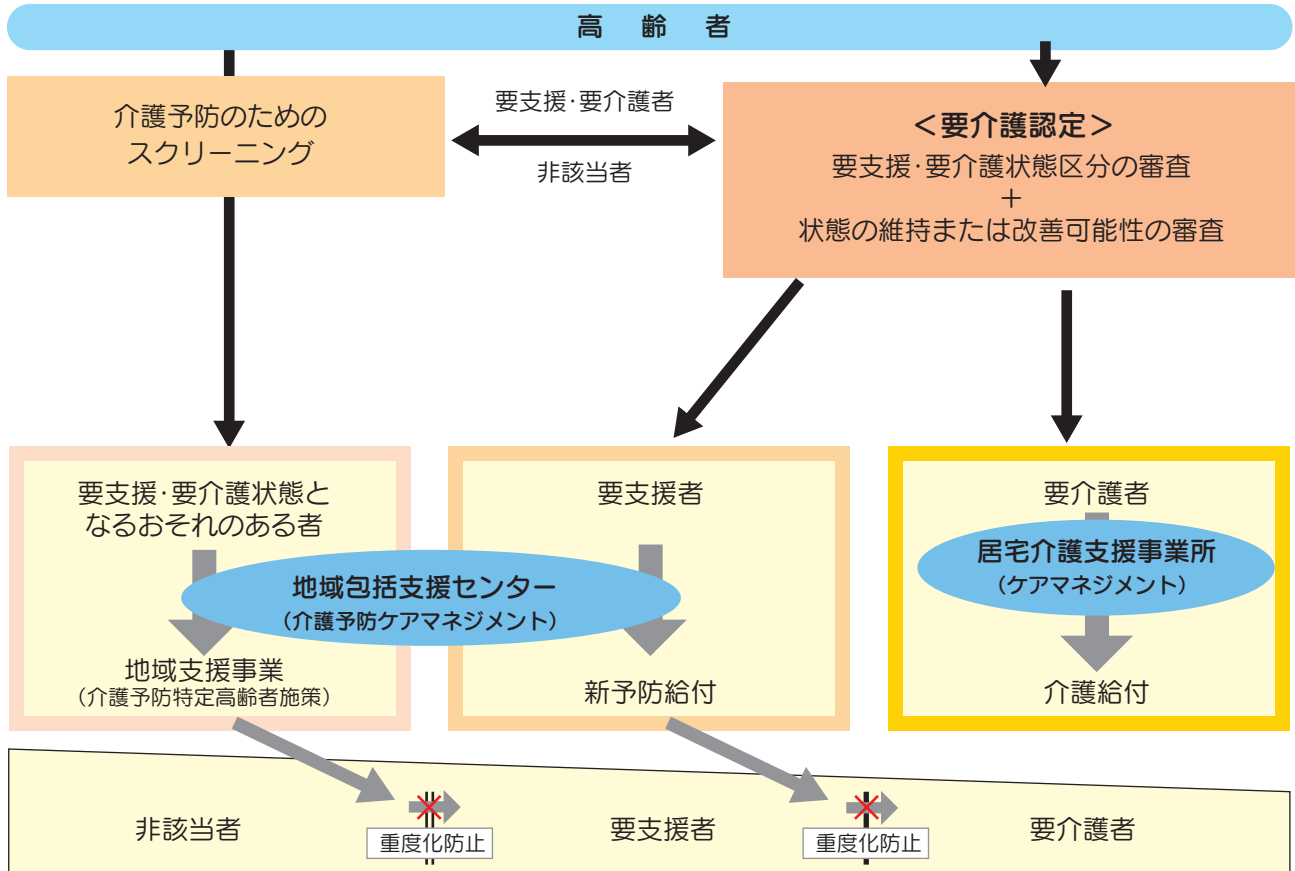 高 齢 者
介護予防のための
スクリーニング
要支援・要介護者
非該当者
＜要介護認定＞
要支援・要介護状態区分の審査
＋
状態の維持または改善可能性の審査
要支援・要介護状態と
なるおそれのある者
地域包括支援センター
（介護予防ケアマネジメント）
地域支援事業
（介護予防特定高齢者施策）
要支援者
新予防給付
要介護者
居宅介護支援事業所
（ケアマネジメント）
介護給付
非該当者
重度化防止
要支援者
重度化防止
要介護者